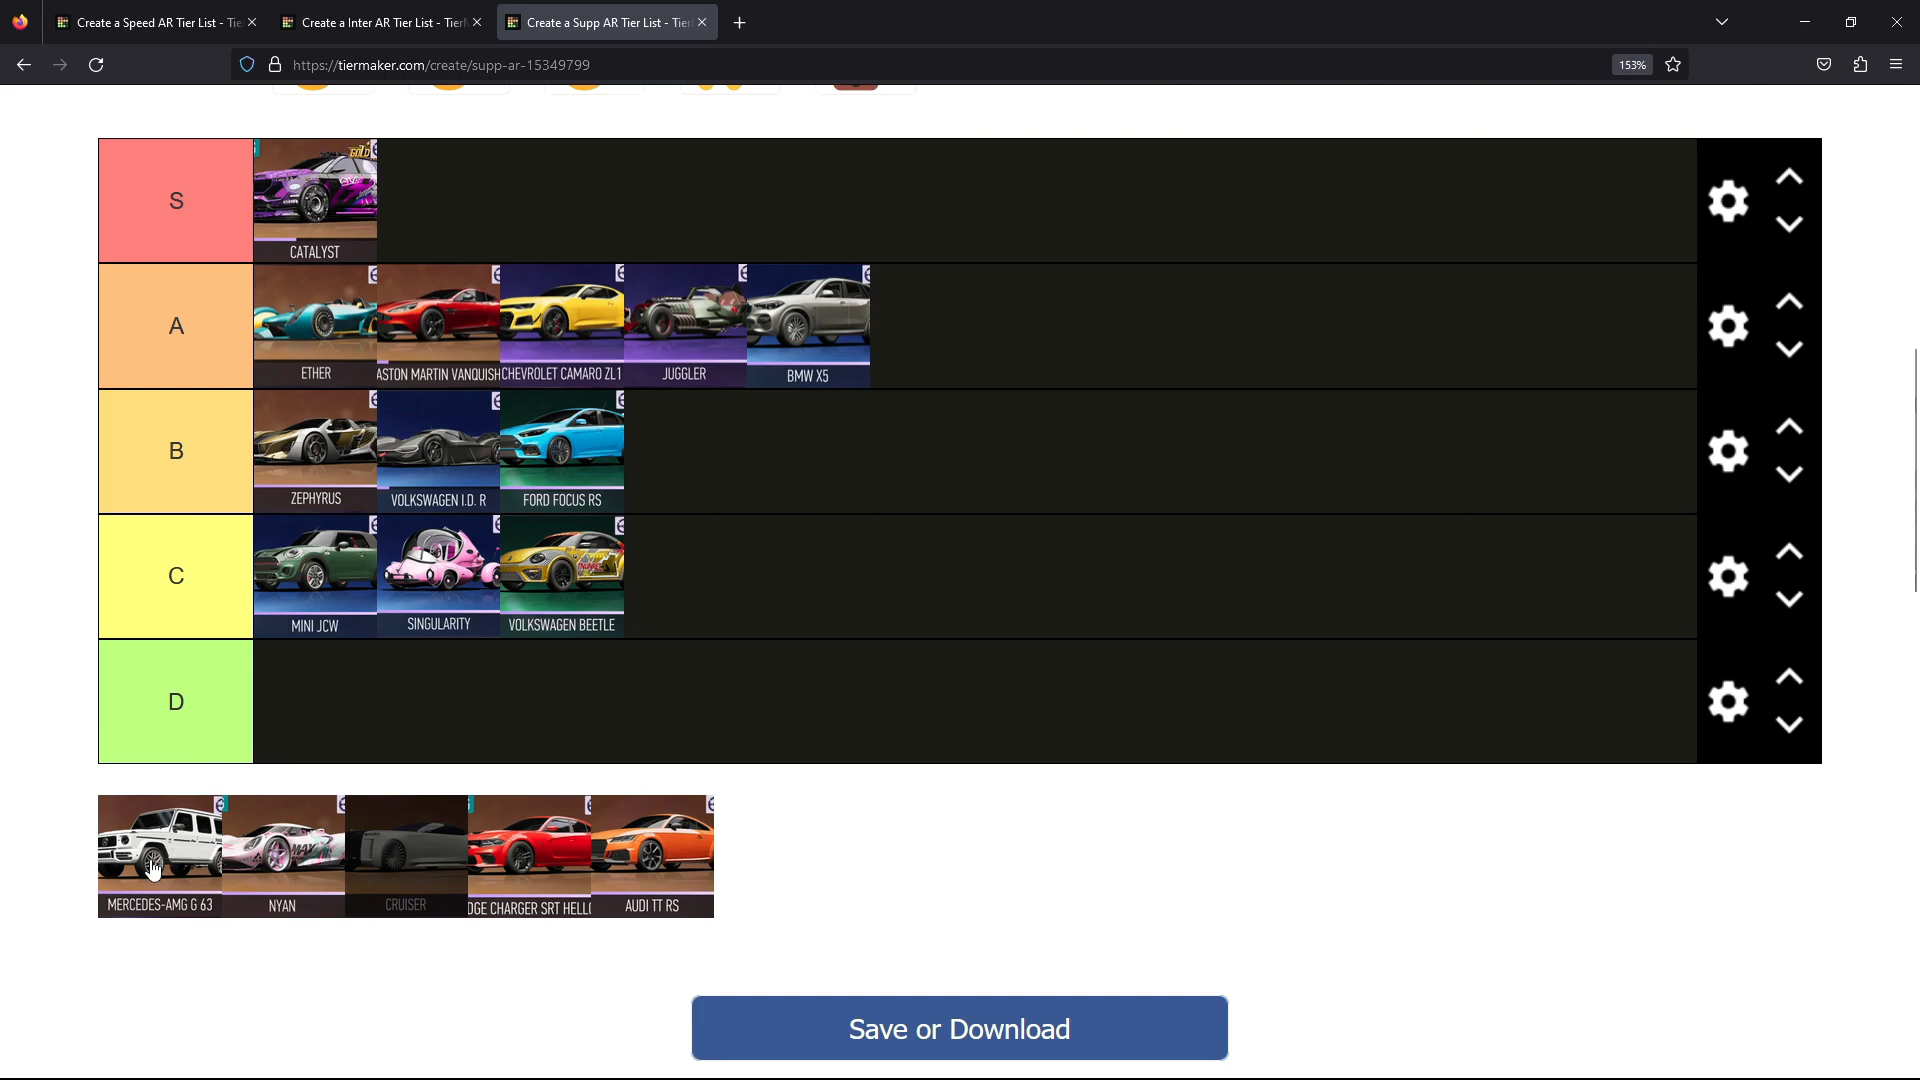 Create a Speed AR Tier List - Tie
Create a Inter AR Tier List - Tier
Create a Supp AR Tier List - Tier
https://tiermaker.com/create/supp-ar-15349799
153%
S
GOLD
CATALYST
A
ETHER
ASTON MARTIN VANQUISH
CHEVROLET CAMARO ZL1
JUGGLER
BMW X5
B
ZEPHYRUS
VOLKSWAGEN I.D. R
FORD FOCUS RS
C
MINI JCW
SINGULARITY
VOLKSWAGEN BEETLE
D
MERCEDES-AMG G 63
NYAN
CRUISER
DGE CHARGER SRT HELLC
AUDI TT RS
Save or Download